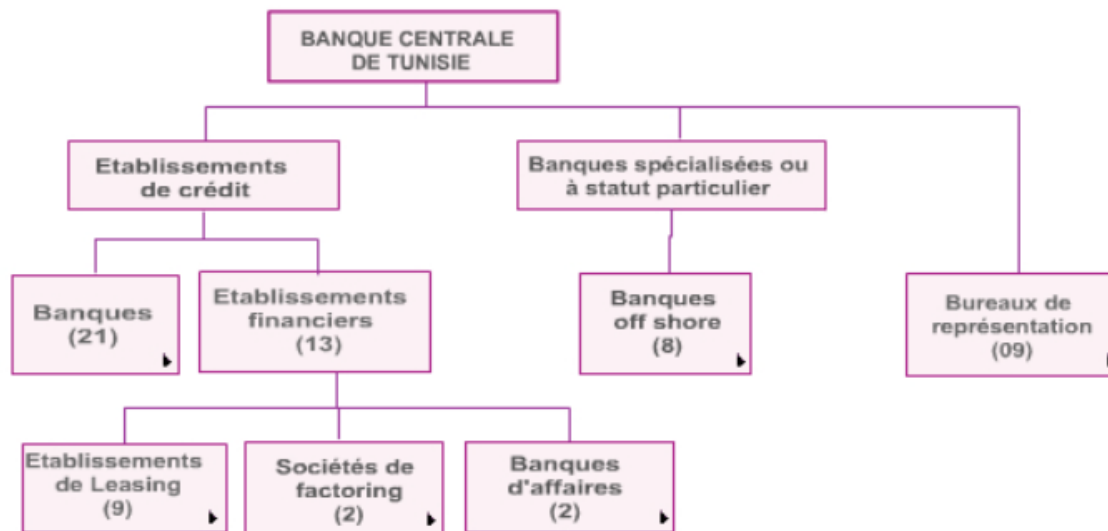 BANQUE CENTRALE
DE TUNISIE
Etablissements
de crédit
Banques spécialisées ou
à statut particulier
Banques
(21)
Etablissements
financiers
(13)
Banques
off shore
(8)
Bureaux de
représentation
(09)
Etablissements
de Leasing
(9)
Sociétés de
factoring
(2)
Banques
d'affaires
(2)